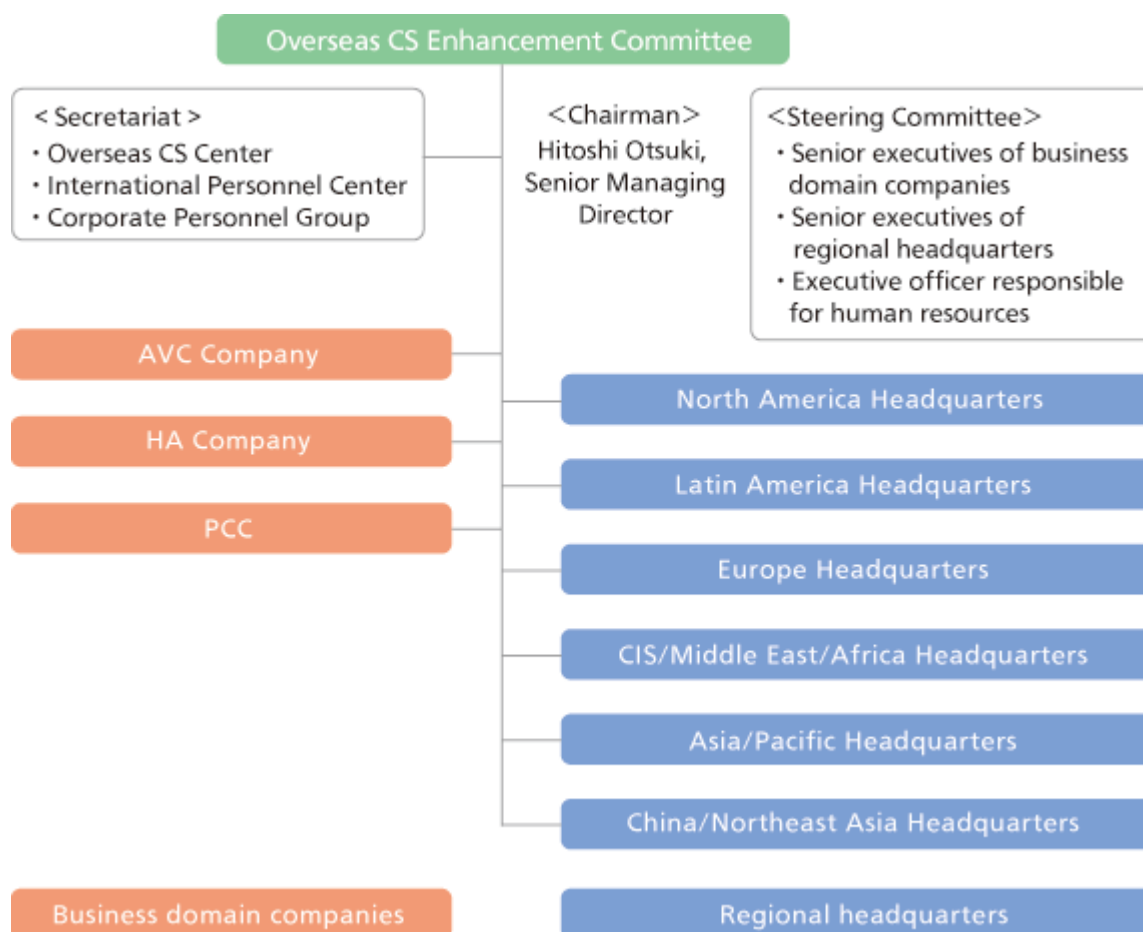 Overseas CS Enhancement Committee
< Secretariat >
・Overseas CS Center
・International Personnel Center
・Corporate Personnel Group
<Chairman>
Hitoshi Otsuki,
Senior Managing
Director
<Steering Committee>
・Senior executives of business
domain companies
・Senior executives of
regional headquarters
・Executive officer responsible
for human resources
AVC Company
HA Company
PCC
North America Headquarters
Latin America Headquarters
Europe Headquarters
CIS/Middle East/Africa Headquarters
Asia/Pacific Headquarters
China/Northeast Asia Headquarters
Business domain companies
Regional headquarters